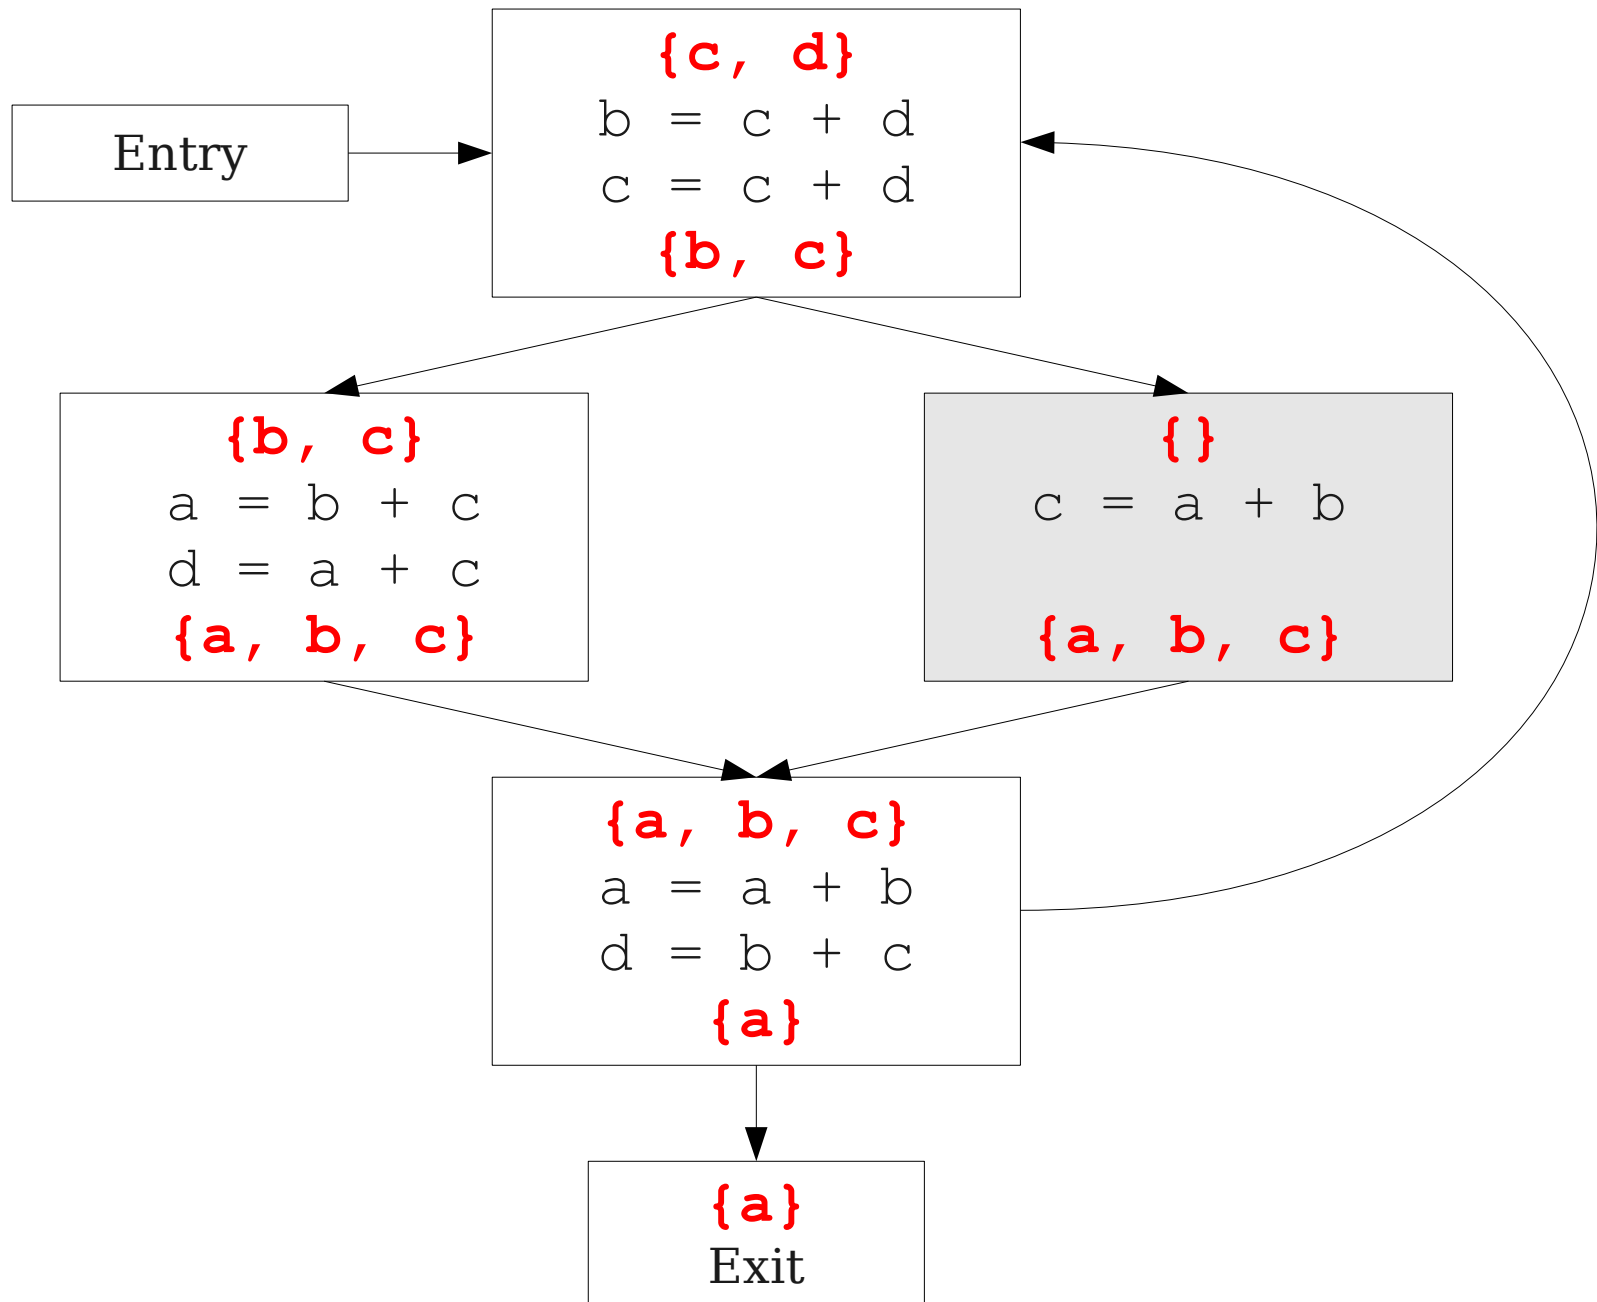 {c, d}
b = c + d
c = c + d
{b, c}
Entry
{b, c}
a = b + c
d = a + c
{a, b, c}
{}
c = a + b
{a, b, c}
{a, b, c}
a = a + b
d = b + c
{a}
{a}
Exit